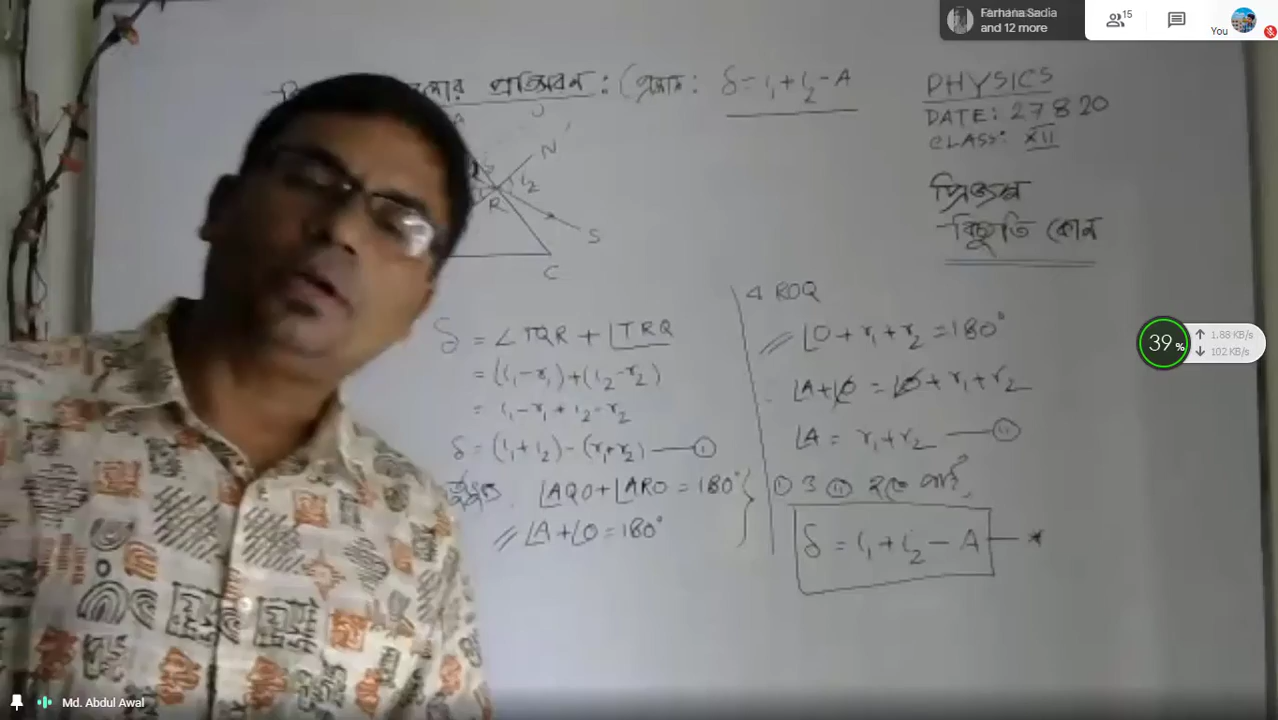 Farhana Sadia
and 12 more
15
You
প্রতিসরণ : (প্রমাণ: δ = i₁ + i₂ − A
PHYSICS
DATE: 27 8 20
CLASS: XII
প্রিজম
বিচ্যুতি কোন
A
N'
i₂
R
S
C
δ = ∠TQR + ∠TRQ
= (i₁ − r₁) + (i₂ − r₂)
= i₁ − r₁ + i₂ − r₂
δ = (i₁ + i₂) − (r₁ + r₂) — (i)
∠AQO + ∠ARO = 180°
// ∠A + ∠O = 180°
∆ ROQ
// ∠O + r₁ + r₂ = 180°
∠A + ∠O = ∠O + r₁ + r₂
∠A = r₁ + r₂ — (ii)
(i) ও (ii) হতে পাই,
δ = i₁ + i₂ − A — *
39 %
1.88 KB/s
102 KB/s
Md. Abdul Awal